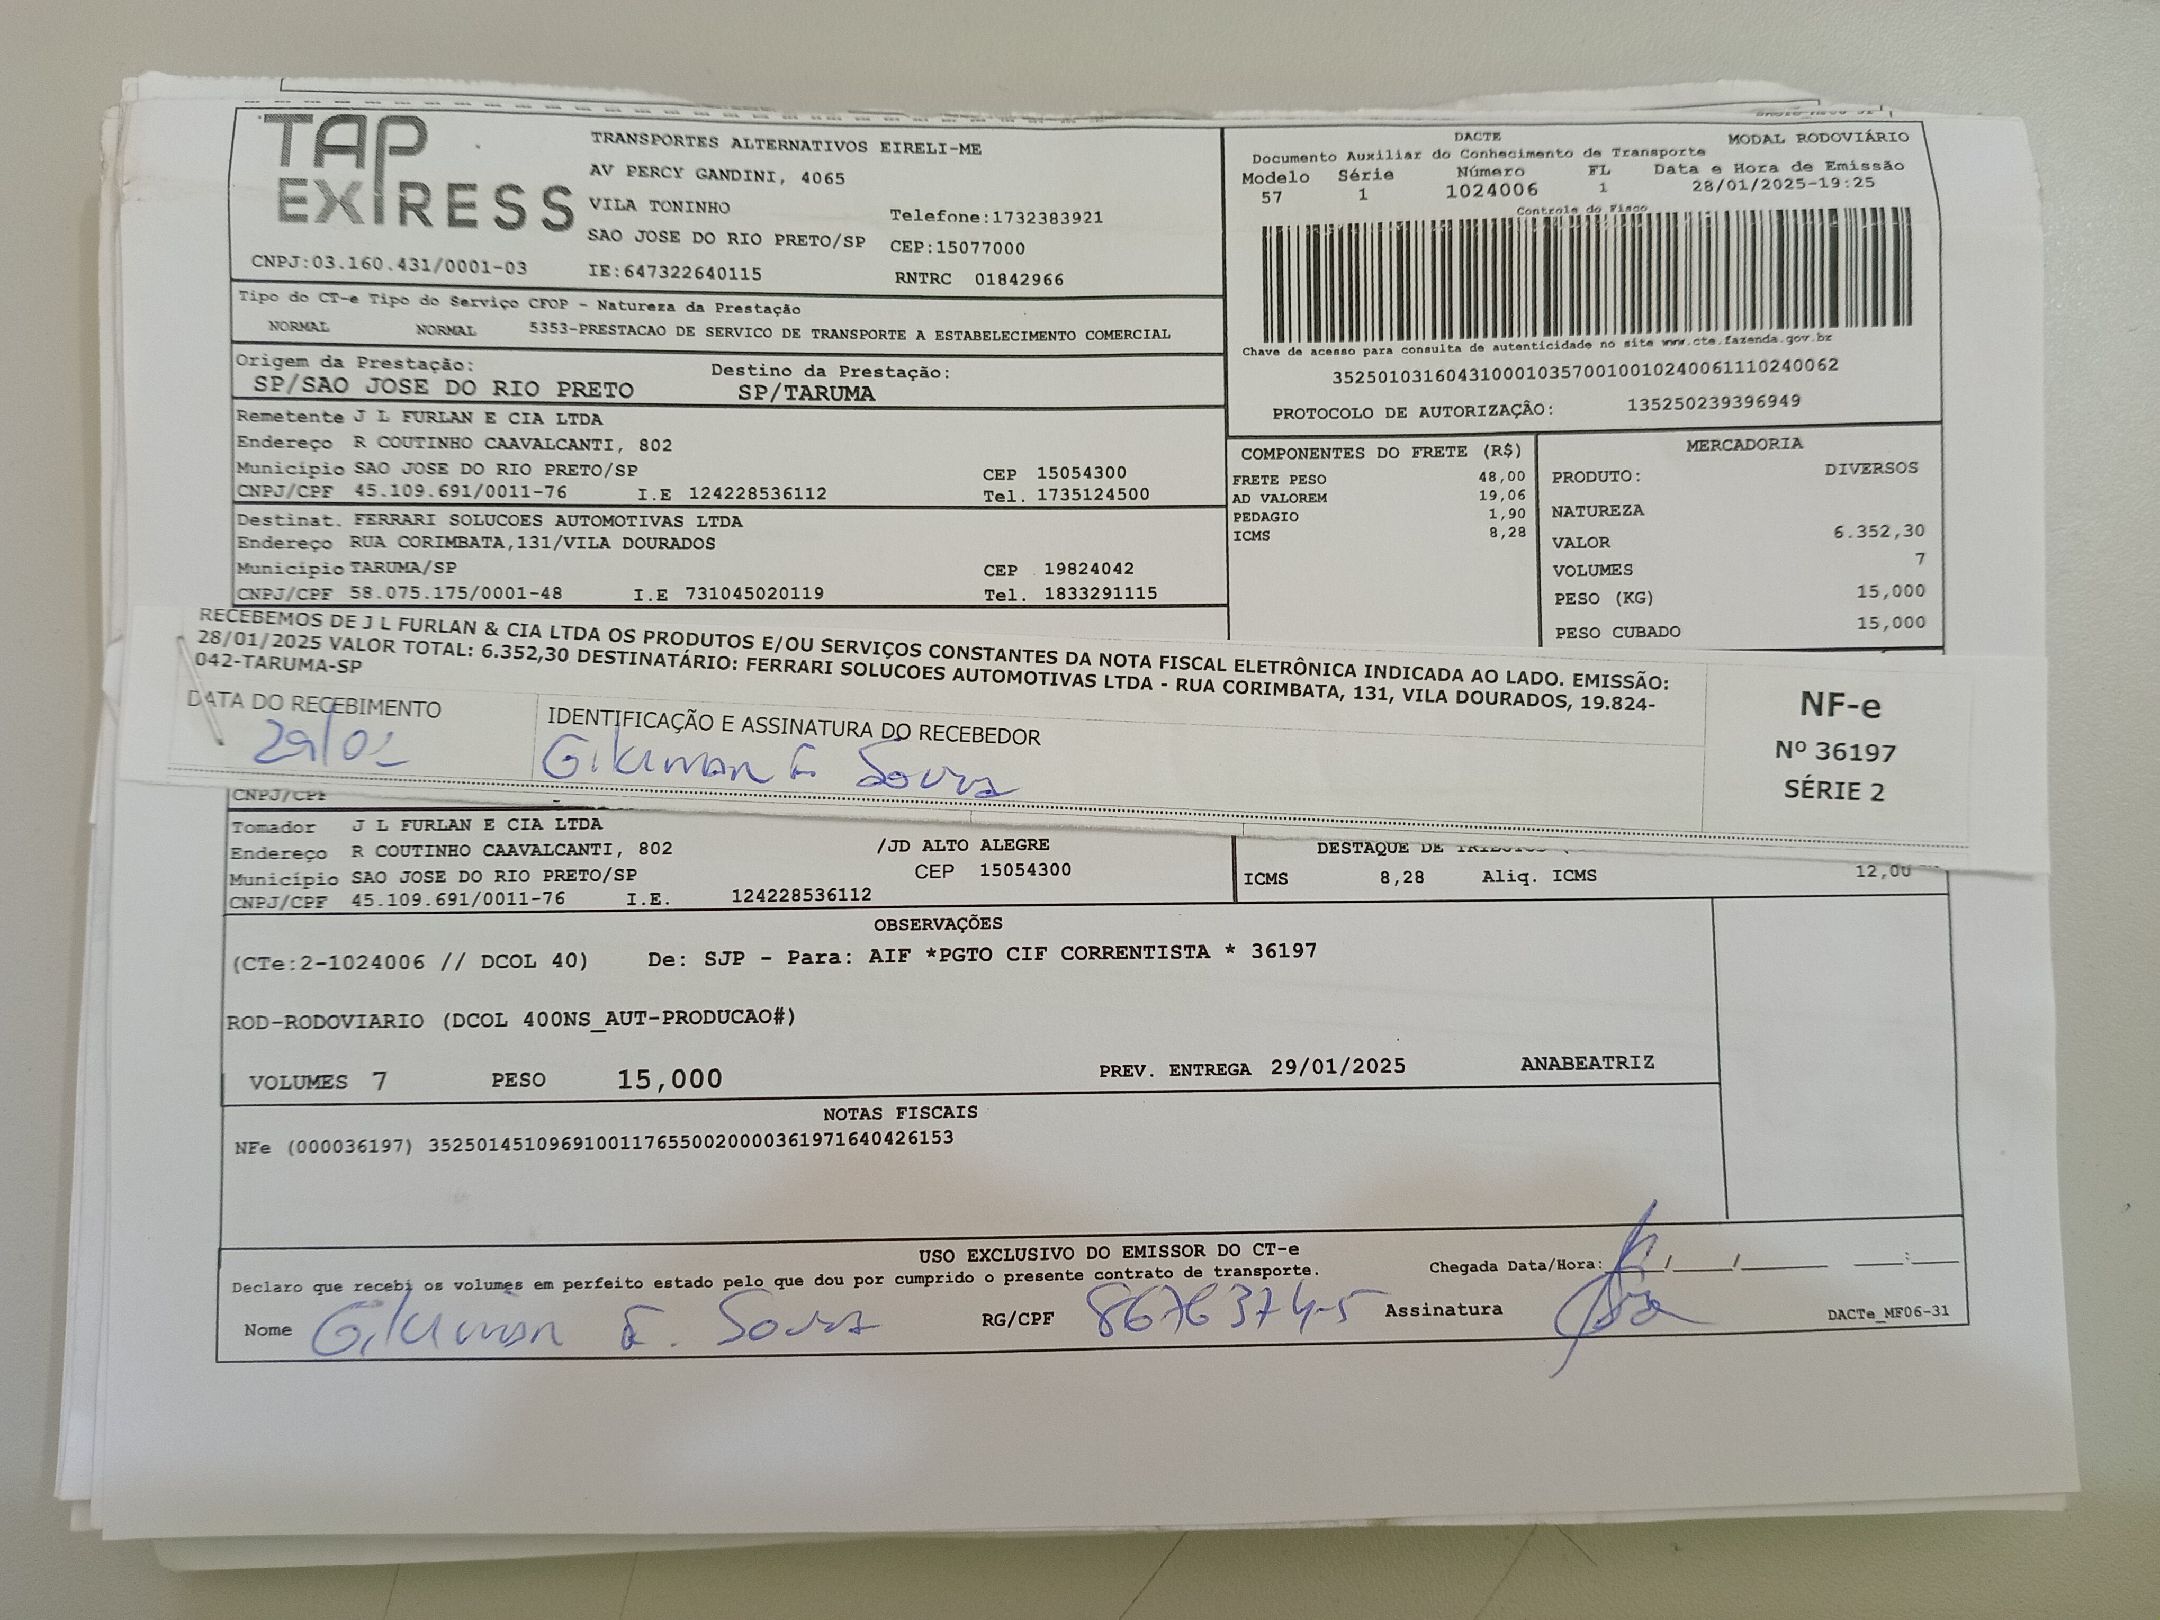 TAP EXPRESS
TRANSPORTES ALTERNATIVOS EIRELI-ME
AV PERCY GANDINI, 4065
VILA TONINHO
Telefone:1732383921
SAO JOSE DO RIO PRETO/SP CEP:15077000
CNPJ:03.160.431/0001-03 IE:647322640115 RNTRC 01842966
DACTE MODAL RODOVIÁRIO
Documento Auxiliar do Conhecimento de Transporte
Modelo Série Número FL Data e Hora de Emissão
57 1 1024006 1 28/01/2025-19:25
Controle do Fisco
Chave de acesso para consulta de autenticidade no site www.cte.fazenda.gov.br
35250103160431000103570010010240061110240062
PROTOCOLO DE AUTORIZAÇÃO: 135250239396949
Tipo do CT-e Tipo do Serviço CFOP - Natureza da Prestação
NORMAL NORMAL 5353-PRESTACAO DE SERVICO DE TRANSPORTE A ESTABELECIMENTO COMERCIAL
Origem da Prestação: Destino da Prestação:
SP/SAO JOSE DO RIO PRETO SP/TARUMA
Remetente J L FURLAN E CIA LTDA
Endereço R COUTINHO CAAVALCANTI, 802
Município SAO JOSE DO RIO PRETO/SP CEP 15054300
CNPJ/CPF 45.109.691/0011-76 I.E 124228536112 Tel. 1735124500
Destinat. FERRARI SOLUCOES AUTOMOTIVAS LTDA
Endereço RUA CORIMBATA,131/VILA DOURADOS
Município TARUMA/SP CEP 19824042
CNPJ/CPF 58.075.175/0001-48 I.E 731045020119 Tel. 1833291115
COMPONENTES DO FRETE (R$)
FRETE PESO 48,00
AD VALOREM 19,06
PEDAGIO 1,90
ICMS 8,28
MERCADORIA
PRODUTO: DIVERSOS
NATUREZA
VALOR 6.352,30
VOLUMES 7
PESO (KG) 15,000
PESO CUBADO 15,000
RECEBEMOS DE J L FURLAN & CIA LTDA OS PRODUTOS E/OU SERVIÇOS CONSTANTES DA NOTA FISCAL ELETRÔNICA INDICADA AO LADO. EMISSÃO:
28/01/2025 VALOR TOTAL: 6.352,30 DESTINATÁRIO: FERRARI SOLUCOES AUTOMOTIVAS LTDA - RUA CORIMBATA, 131, VILA DOURADOS, 19.824-
042-TARUMA-SP
DATA DO RECEBIMENTO IDENTIFICAÇÃO E ASSINATURA DO RECEBEDOR
29/01 Souza
NF-e
Nº 36197
SÉRIE 2
CNPJ/CPF
Tomador J L FURLAN E CIA LTDA
Endereço R COUTINHO CAAVALCANTI, 802 /JD ALTO ALEGRE
Município SAO JOSE DO RIO PRETO/SP CEP 15054300
CNPJ/CPF 45.109.691/0011-76 I.E. 124228536112
DESTAQUE DE
ICMS 8,28 Aliq. ICMS 12,00
OBSERVAÇÕES
(CTe:2-1024006 // DCOL 40) De: SJP - Para: AIF *PGTO CIF CORRENTISTA * 36197
ROD-RODOVIARIO (DCOL 400NS_AUT-PRODUCAO#)
VOLUMES 7 PESO 15,000 PREV. ENTREGA 29/01/2025 ANABEATRIZ
NOTAS FISCAIS
NFe (000036197) 35250145109691001176550020000361971640426153
USO EXCLUSIVO DO EMISSOR DO CT-e
Declaro que recebi os volumes em perfeito estado pelo que dou por cumprido o presente contrato de transporte. Chegada Data/Hora: / / :
Nome E. Souza RG/CPF 8676374-5 Assinatura DACTe_MF06-31